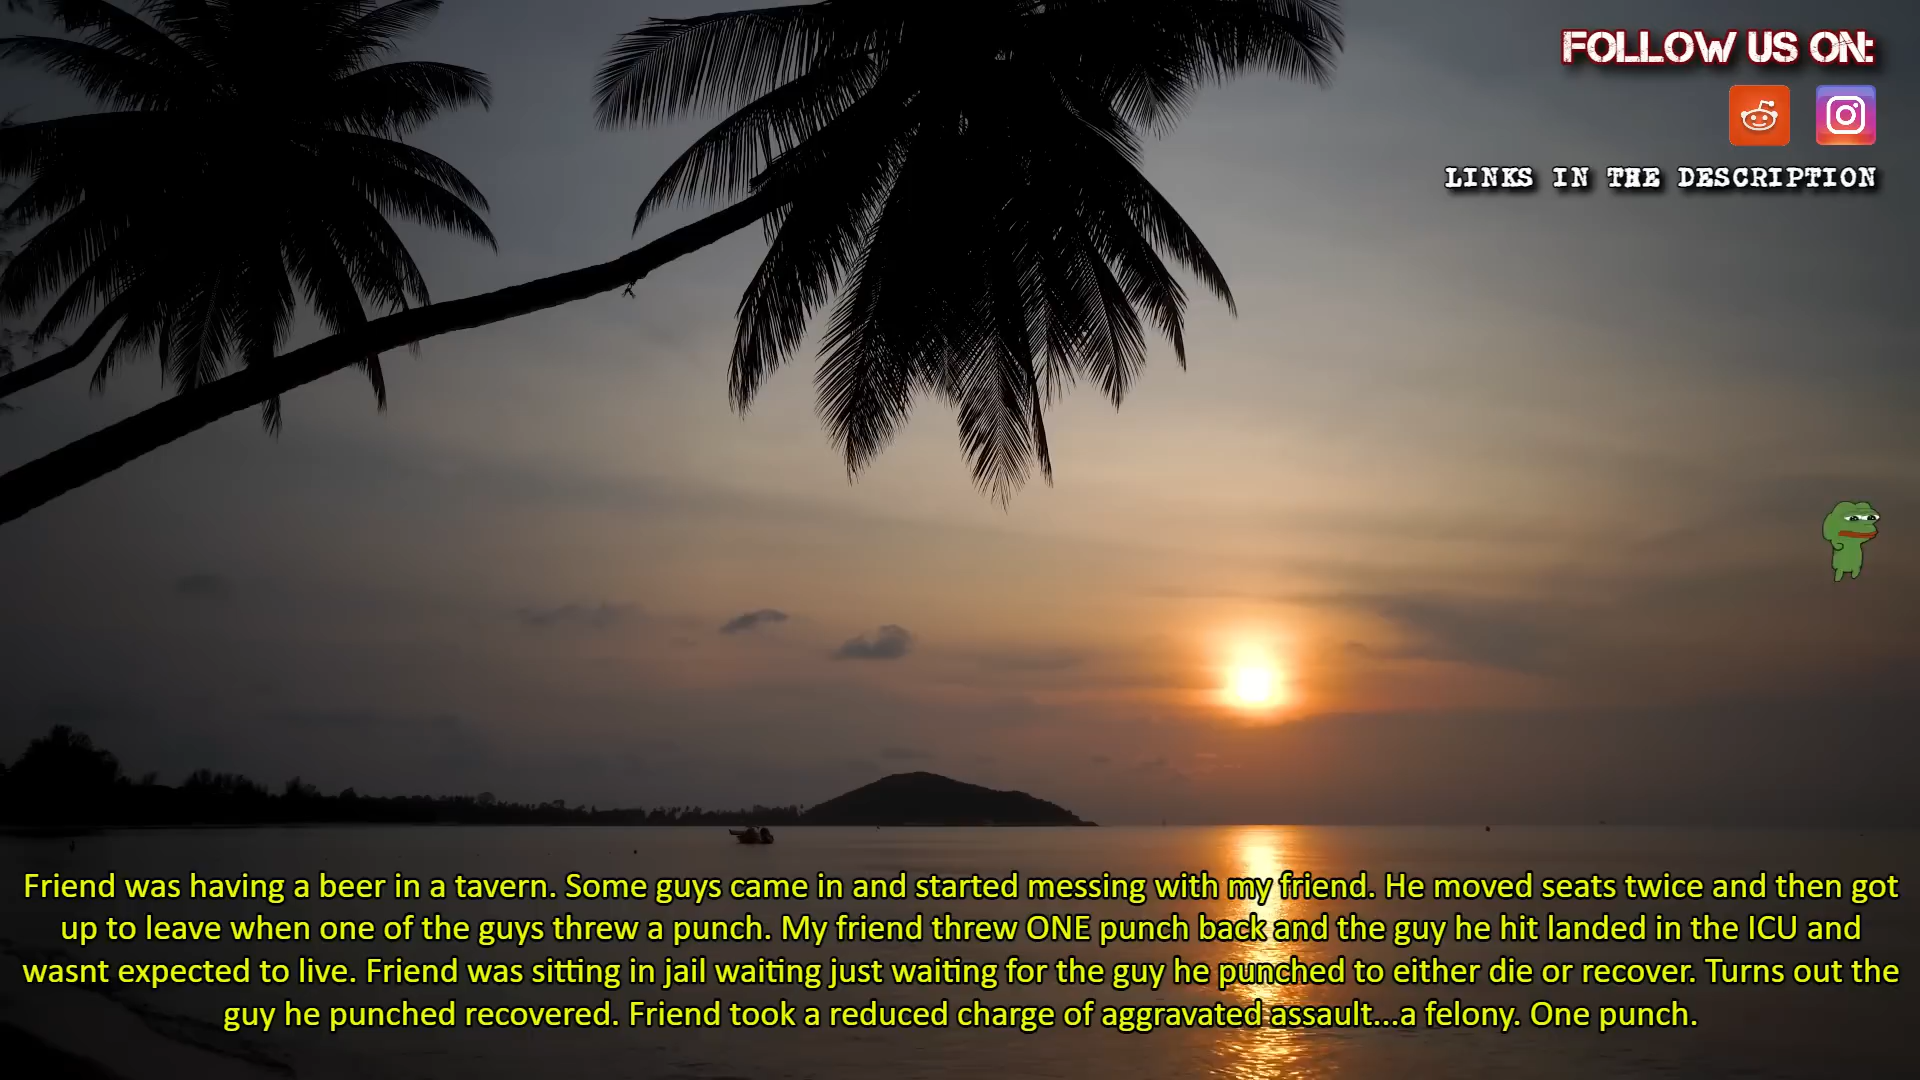 FOLLOW US ON:
LINKS IN THE DESCRIPTION
Friend was having a beer in a tavern. Some guys came in and started messing with my friend. He moved seats twice and then got
up to leave when one of the guys threw a punch. My friend threw ONE punch back and the guy he hit landed in the ICU and
wasnt expected to live. Friend was sitting in jail waiting just waiting for the guy he punched to either die or recover. Turns out the
guy he punched recovered. Friend took a reduced charge of aggravated assault...a felony. One punch.